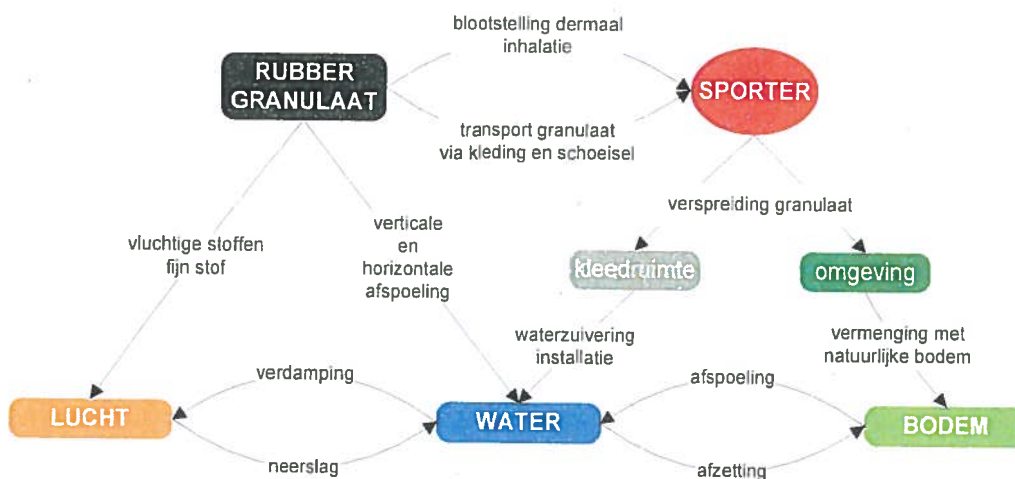 blootstelling dermaal
inhalatie
RUBBER
GRANULAAT
SPORTER
transport granulaat
via kleding en schoeisel
verspreiding granulaat
vluchtige stoffen
fijn stof
verticale
en
horizontale
afspoeling
kleedruimte
omgeving
waterzuivering
installatie
vermenging met
natuurlijke bodem
verdamping
afspoeling
LUCHT
WATER
BODEM
neerslag
afzetting